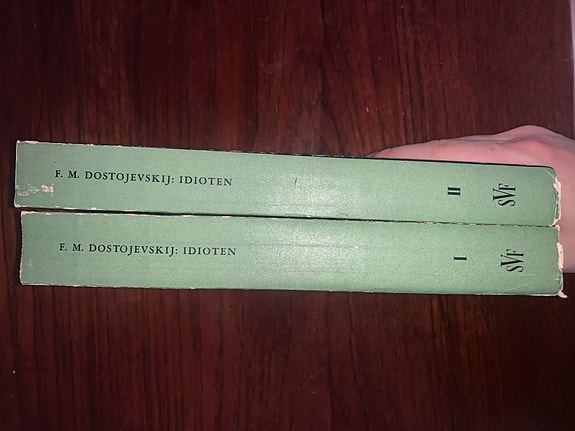 F. M. DOSTOJEVSKIJ: IDIOTEN II SVF
F. M. DOSTOJEVSKIJ: IDIOTEN I SVF